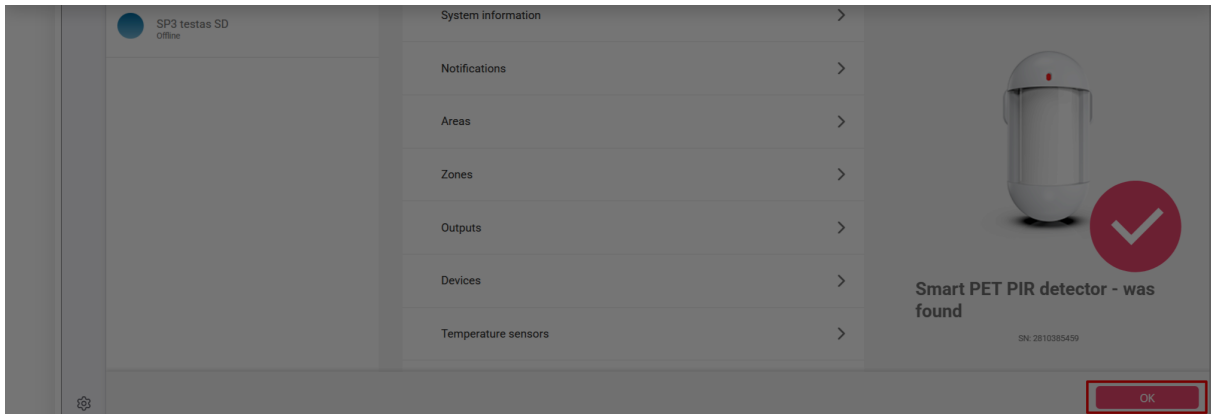 SP3 testas SD
Offline
System information
Notifications
Areas
Zones
Outputs
Devices
Temperature sensors
Smart PET PIR detector - was
found
SN: 2810385459
OK